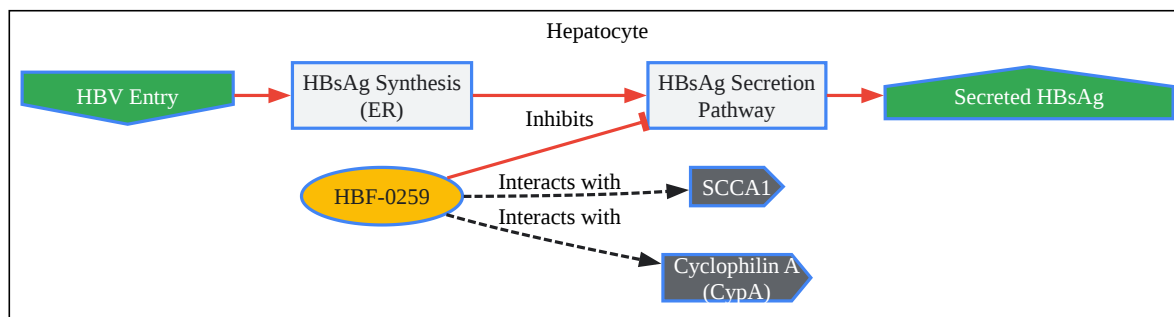 Hepatocyte
HBV Entry
HBsAg Synthesis
(ER)
HBsAg Secretion
Pathway
Secreted HBsAg
Inhibits
HBF-0259
Interacts with
SCCA1
Interacts with
Cyclophilin A
(CypA)